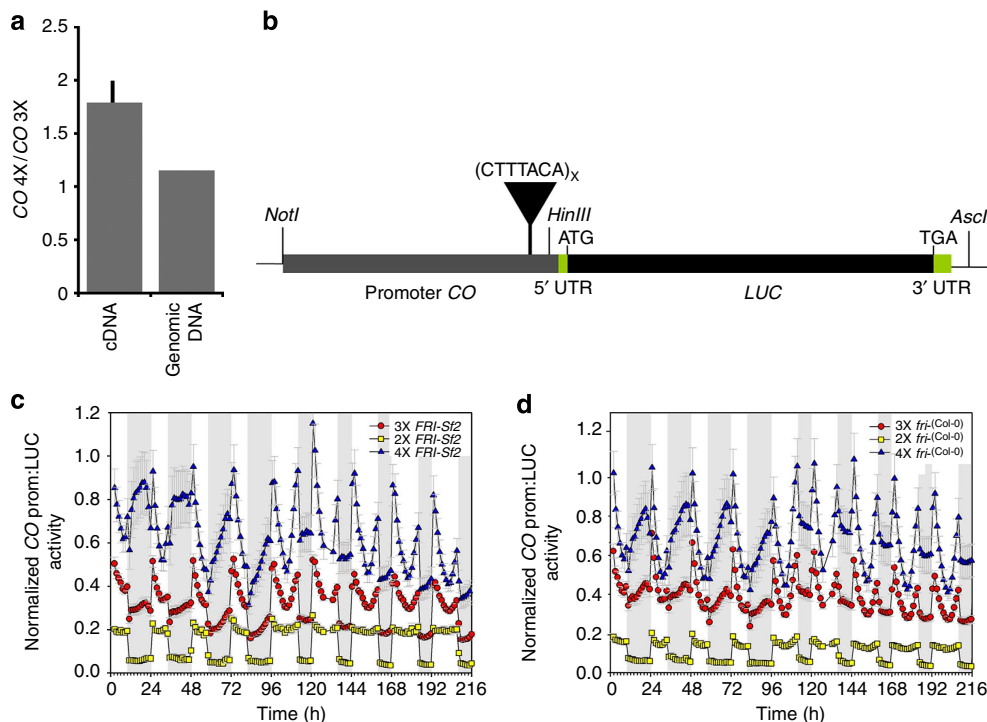 a
CO 4X / CO 3X
2.5
2
1.5
1
0.5
0
cDNA
Genomic
DNA
b
(CTTTACA)X
NotI
HinIII
ATG
TGA
AscI
Promoter CO
5′ UTR
LUC
3′ UTR
c
Normalized CO prom:LUC
activity
1.2
1.0
0.8
0.6
0.4
0.2
0.0
3X FRI-Sf2
2X FRI-Sf2
4X FRI-Sf2
0 24 48 72 96 120 144 168 192 216
Time (h)
d
Normalized CO prom:LUC
activity
1.2
1.0
0.8
0.6
0.4
0.2
0.0
3X fri-(Col-0)
2X fri-(Col-0)
4X fri-(Col-0)
0 24 48 72 96 120 144 168 192 216
Time (h)